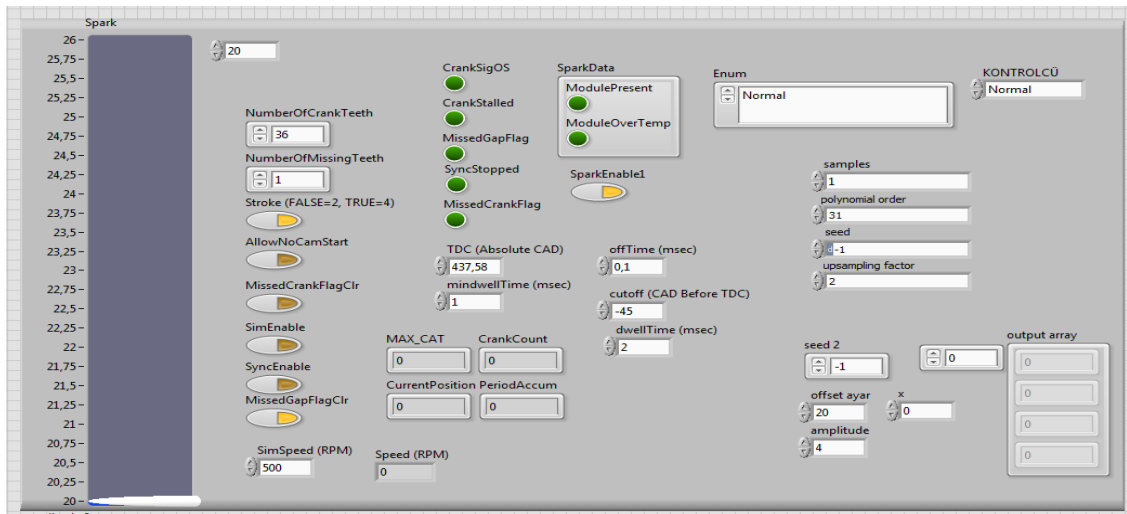 Spark
26
25,75
25,5
25,25
25
24,75
24,5
24,25
24
23,75
23,5
23,25
23
22,75
22,5
22,25
22
21,75
21,5
21,25
21
20,75
20,5
20,25
20
20
NumberOfCrankTeeth
36
NumberOfMissingTeeth
1
Stroke (FALSE=2, TRUE=4)
AllowNoCamStart
MissedCrankFlagClr
SimEnable
SyncEnable
MissedGapFlagClr
SimSpeed (RPM)
500
Speed (RPM)
0
CrankSigOS
CrankStalled
MissedGapFlag
SyncStopped
MissedCrankFlag
SparkData
ModulePresent
ModuleOverTemp
SparkEnable1
TDC (Absolute CAD)
437,58
mindwellTime (msec)
1
offTime (msec)
0,1
cutoff (CAD Before TDC)
-45
dwellTime (msec)
2
MAX_CAT CrankCount
0 0
CurrentPosition PeriodAccum
0 0
Enum
Normal
KONTROLCÜ
Normal
samples
1
polynomial order
31
seed
d -1
upsampling factor
2
seed 2
-1
0
output array
0
0
0
0
offset ayar x
20 0
amplitude
4